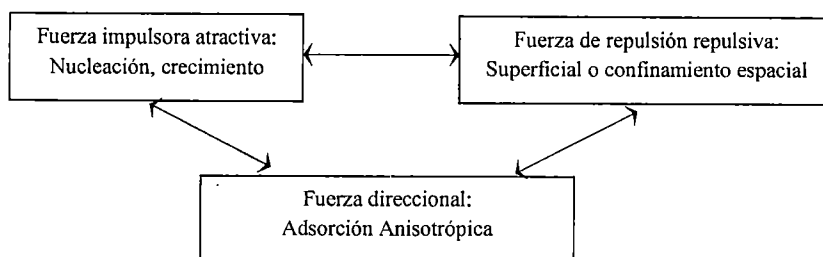 Fuerza impulsora atractiva:
Nucleación, crecimiento
Fuerza de repulsión repulsiva:
Superficial o confinamiento espacial
Fuerza direccional:
Adsorción Anisotrópica